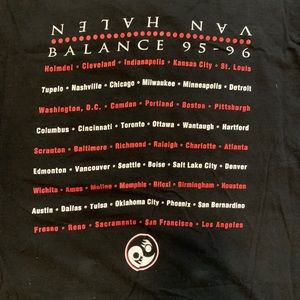 VAN HALEN
BALANCE 95-96
Holmdel • Cleveland • Indianapolis • Kansas City • St. Louis
Tupelo • Nashville • Chicago • Milwaukee • Minneapolis • Detroit
Washington, D.C. • Camden • Portland • Boston • Pittsburgh
Columbus • Cincinnati • Toronto • Ottawa • Wantaugh • Hartford
Scranton • Baltimore • Richmond • Raleigh • Charlotte • Atlanta
Edmonton • Vancouver • Seattle • Boise • Salt Lake City • Denver
Wichita • Ames • Moline • Memphis • Biloxi • Birmingham • Houston
Austin • Dallas • Tulsa • Oklahoma City • Phoenix • San Bernardino
Fresno • Reno • Sacramento • San Francisco • Los Angeles